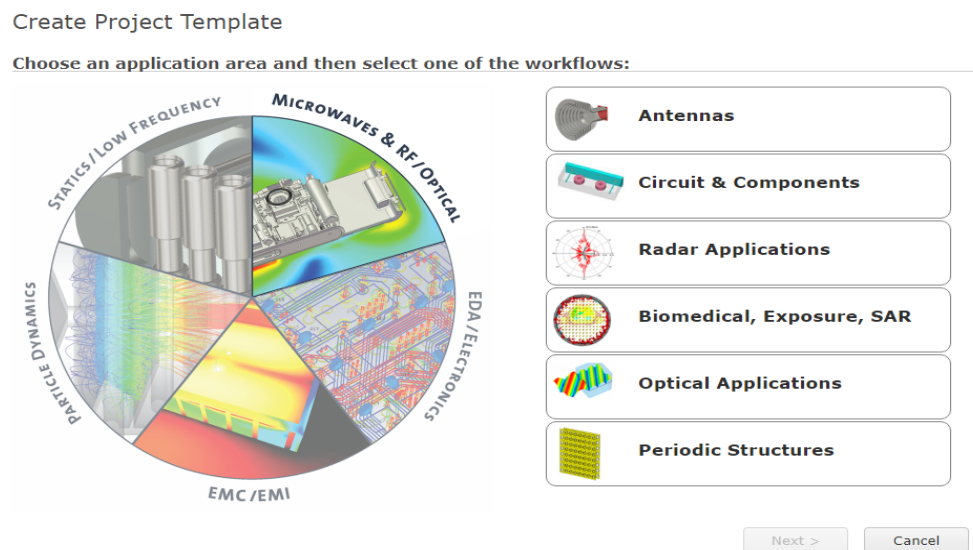 Create Project Template
Choose an application area and then select one of the workflows:
STATICS / LOW FREQUENCY
MICROWAVES & RF / OPTICAL
EDA / ELECTRONICS
EMC / EMI
PARTICLE DYNAMICS
Antennas
Circuit & Components
Radar Applications
Biomedical, Exposure, SAR
Optical Applications
Periodic Structures
Next >
Cancel